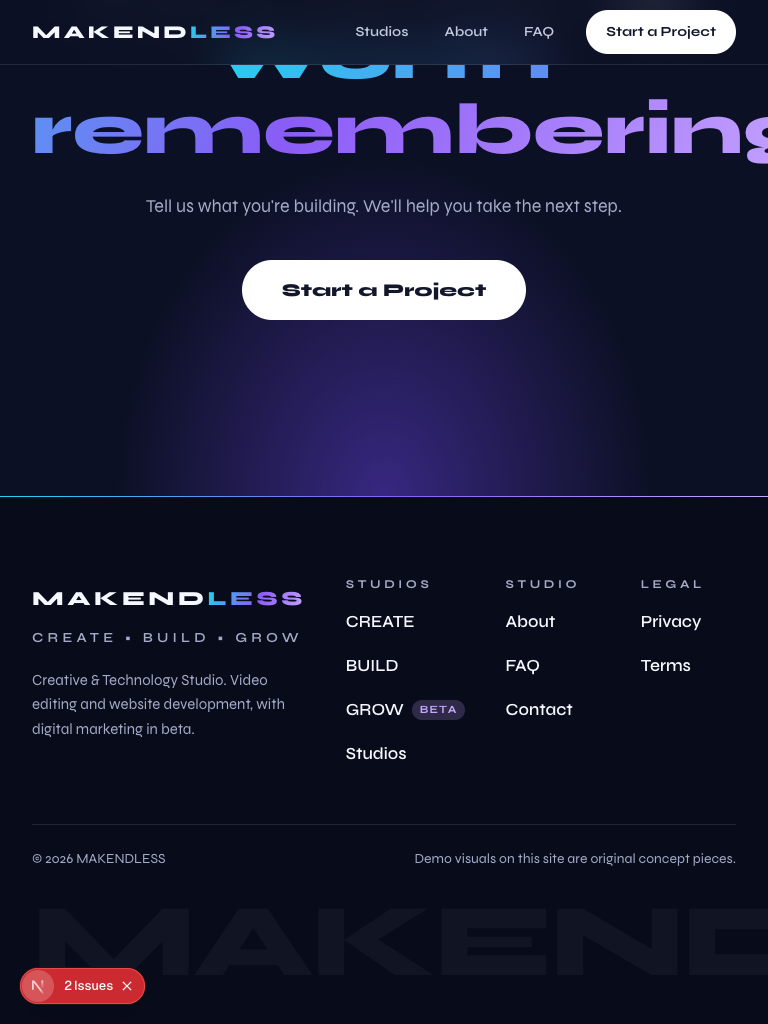 MAKENDLESS Studios About FAQ Start a Project
worth
remembering
Tell us what you're building. We'll help you take the next step.
Start a Project
MAKENDLESS
CREATE • BUILD • GROW
Creative & Technology Studio. Video
editing and website development, with
digital marketing in beta.
STUDIOS
CREATE
BUILD
GROW BETA
Studios
STUDIO
About
FAQ
Contact
LEGAL
Privacy
Terms
© 2026 MAKENDLESS
Demo visuals on this site are original concept pieces.
MAKEND
N 2 Issues